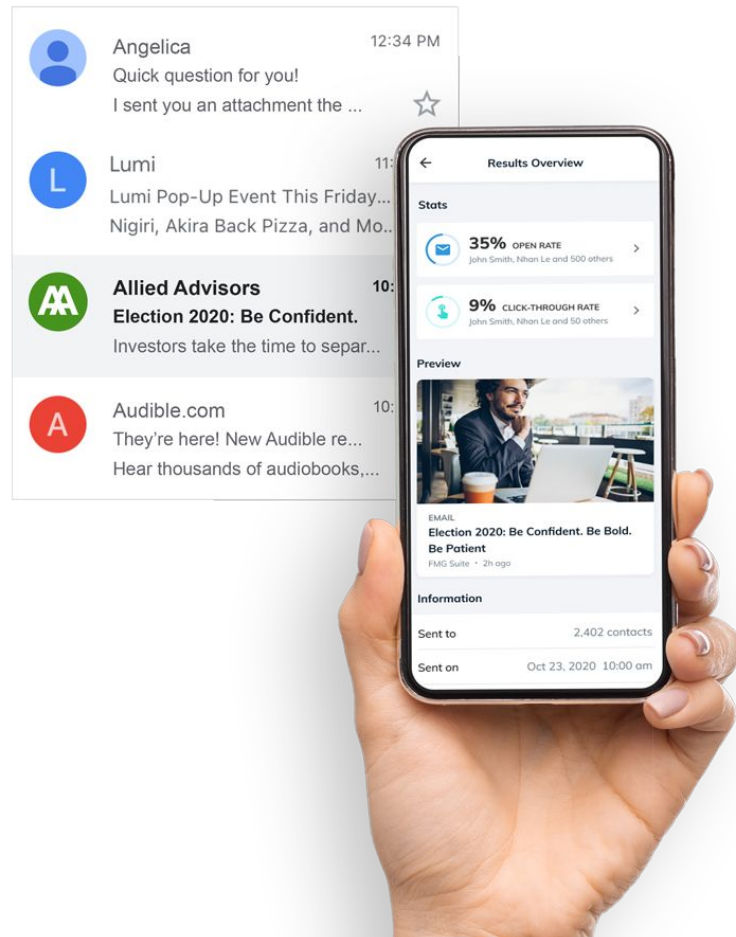 Angelica
12:34 PM
Quick question for you!
I sent you an attachment the ...
L
Lumi
11:
Lumi Pop-Up Event This Friday...
Nigiri, Akira Back Pizza, and Mo..
AA
Allied Advisors
10:
Election 2020: Be Confident.
Investors take the time to separ...
A
Audible.com
10:
They're here! New Audible re...
Hear thousands of audiobooks,...
Results Overview
Stats
35% OPEN RATE
John Smith, Nhan Le and 500 others
9% CLICK-THROUGH RATE
John Smith, Nhan Le and 50 others
Preview
EMAIL
Election 2020: Be Confident. Be Bold.
Be Patient
FMG Suite • 2h ago
Information
Sent to
2,402 contacts
Sent on
Oct 23, 2020 10:00 am